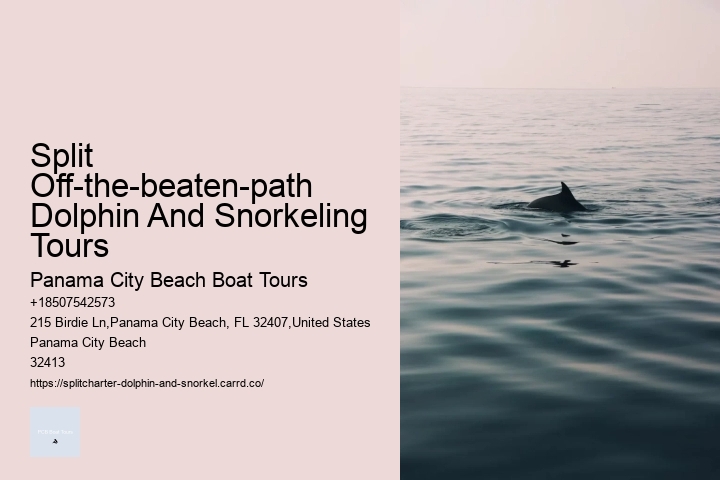 Split
Off-the-beaten-path
Dolphin And Snorkeling
Tours
Panama City Beach Boat Tours
+18507542573
215 Birdie Ln,Panama City Beach, FL 32407,United States
Panama City Beach
32413
https://splitcharter-dolphin-and-snorkel.carrd.co/